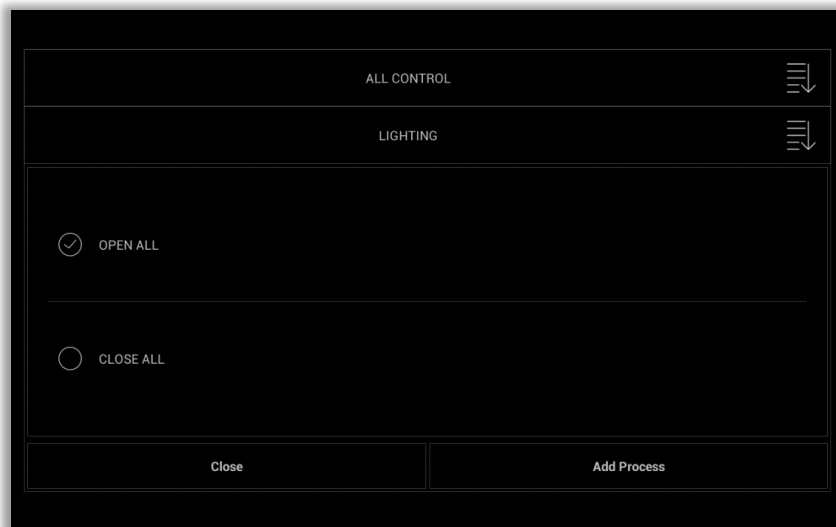 ALL CONTROL
LIGHTING
OPEN ALL
CLOSE ALL
Close Add Process